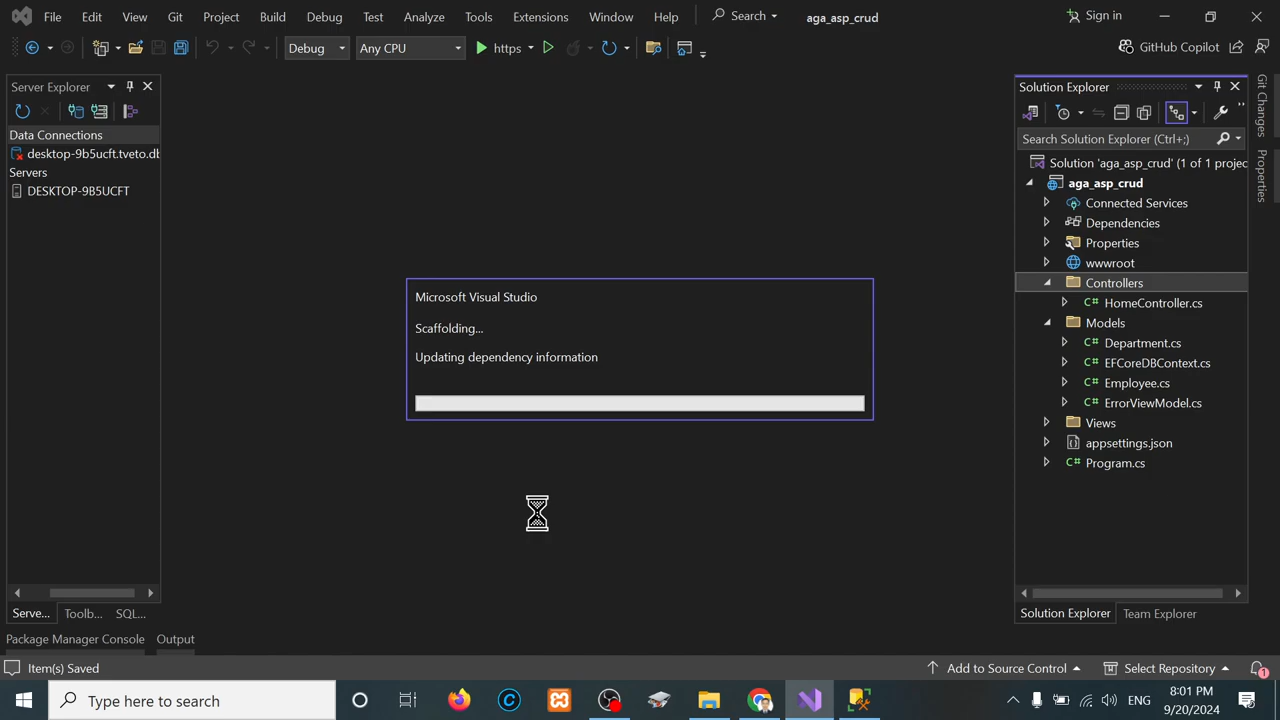 File Edit View Git Project Build Debug Test Analyze Tools Extensions Window Help Search aga_asp_crud Sign in
Debug Any CPU https GitHub Copilot
Server Explorer
Data Connections
desktop-9b5ucft.tveto.db
Servers
DESKTOP-9B5UCFT
Microsoft Visual Studio
Scaffolding...
Updating dependency information
Solution Explorer
Search Solution Explorer (Ctrl+;)
Solution 'aga_asp_crud' (1 of 1 projec
aga_asp_crud
Connected Services
Dependencies
Properties
wwwroot
Controllers
C# HomeController.cs
Models
C# Department.cs
C# EFCoreDBContext.cs
C# Employee.cs
C# ErrorViewModel.cs
Views
appsettings.json
C# Program.cs
Git Changes
Properties
Serve... Toolb... SQL...
Solution Explorer Team Explorer
Package Manager Console Output
Item(s) Saved Add to Source Control Select Repository 1
Type here to search ENG 8:01 PM
9/20/2024